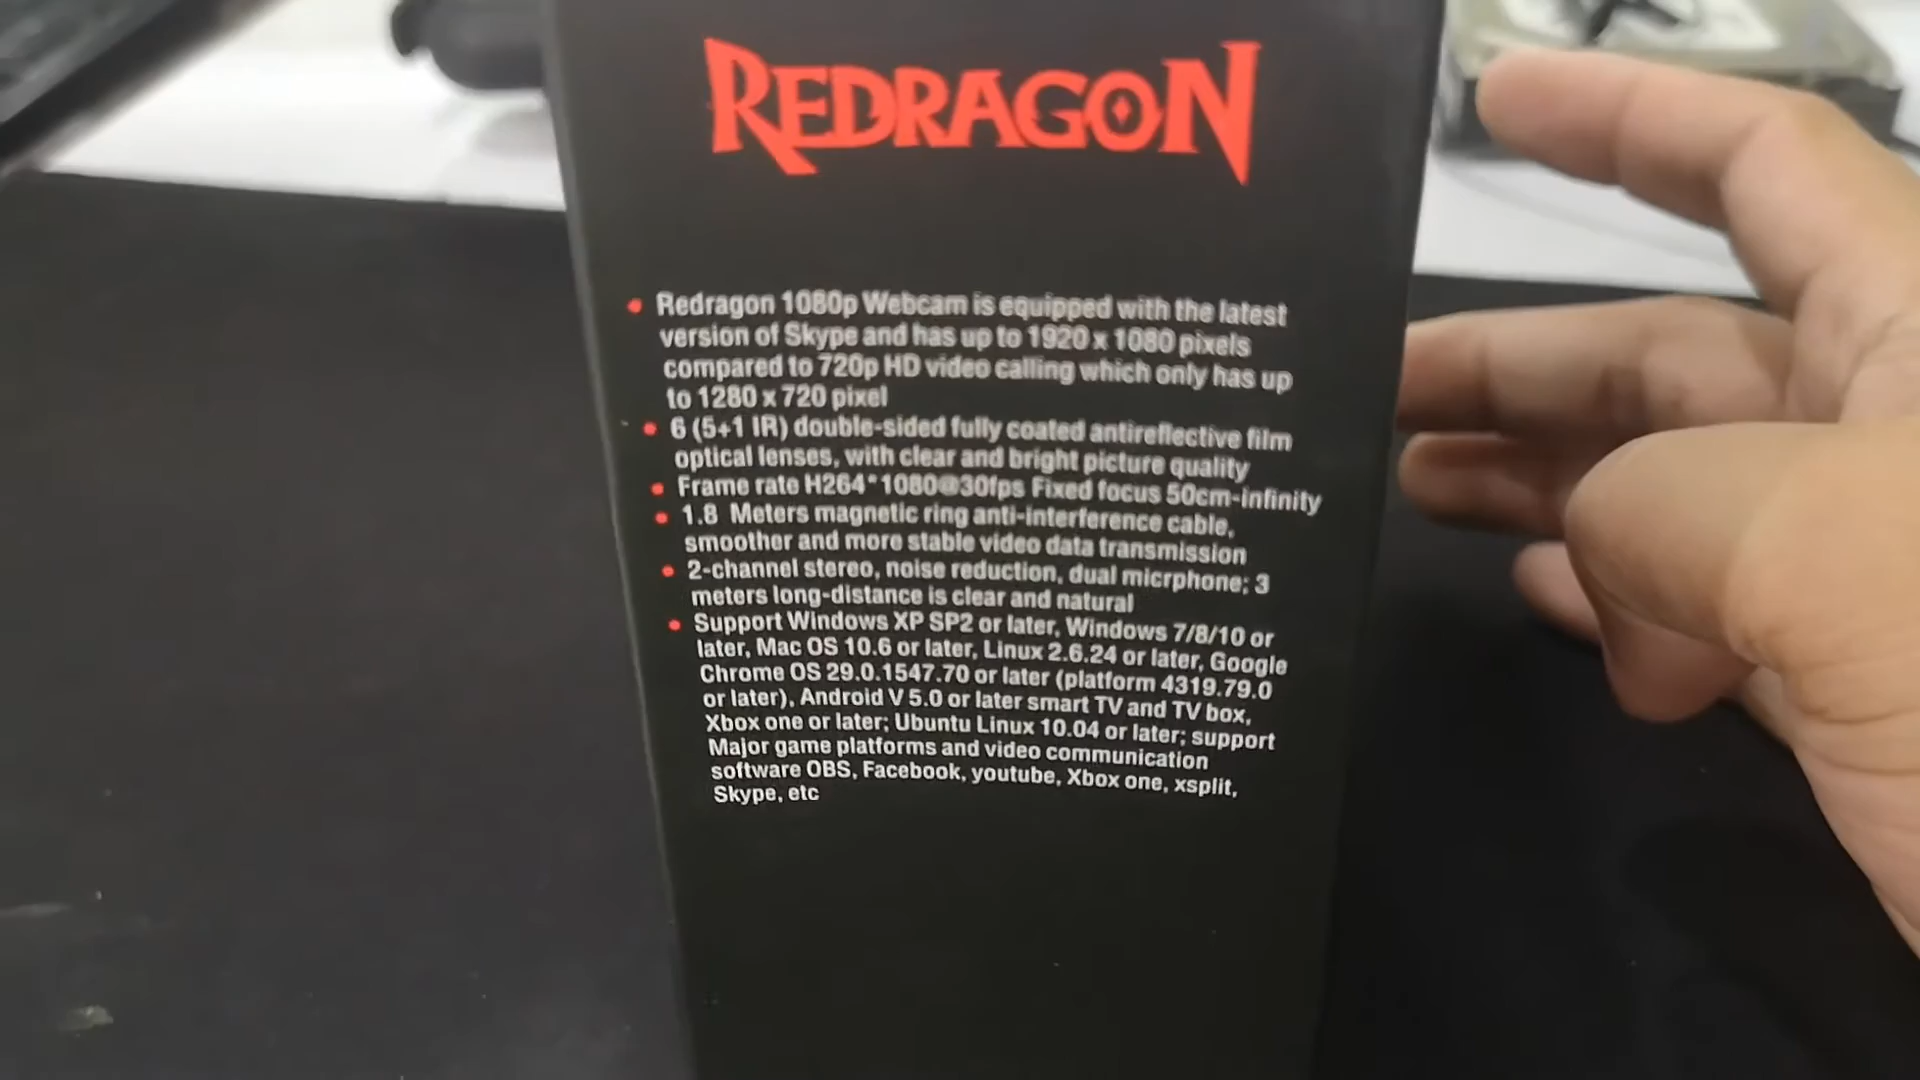 REDRAGON
Redragon 1080p Webcam is equipped with the latest
version of Skype and has up to 1920 x 1080 pixels
compared to 720p HD video calling which only has up
to 1280 x 720 pixel
6 (5+1 IR) double-sided fully coated antireflective film
optical lenses, with clear and bright picture quality
Frame rate H264*1080@30fps Fixed focus 50cm-infinity
1.8 Meters magnetic ring anti-interference cable,
smoother and more stable video data transmission
2-channel stereo, noise reduction, dual micrphone; 3
meters long-distance is clear and natural
Support Windows XP SP2 or later, Windows 7/8/10 or
later, Mac OS 10.6 or later, Linux 2.6.24 or later, Google
Chrome OS 29.0.1547.70 or later (platform 4319.79.0
or later), Android V 5.0 or later smart TV and TV box,
Xbox one or later; Ubuntu Linux 10.04 or later; support
Major game platforms and video communication
software OBS, Facebook, youtube, Xbox one, xsplit,
Skype, etc